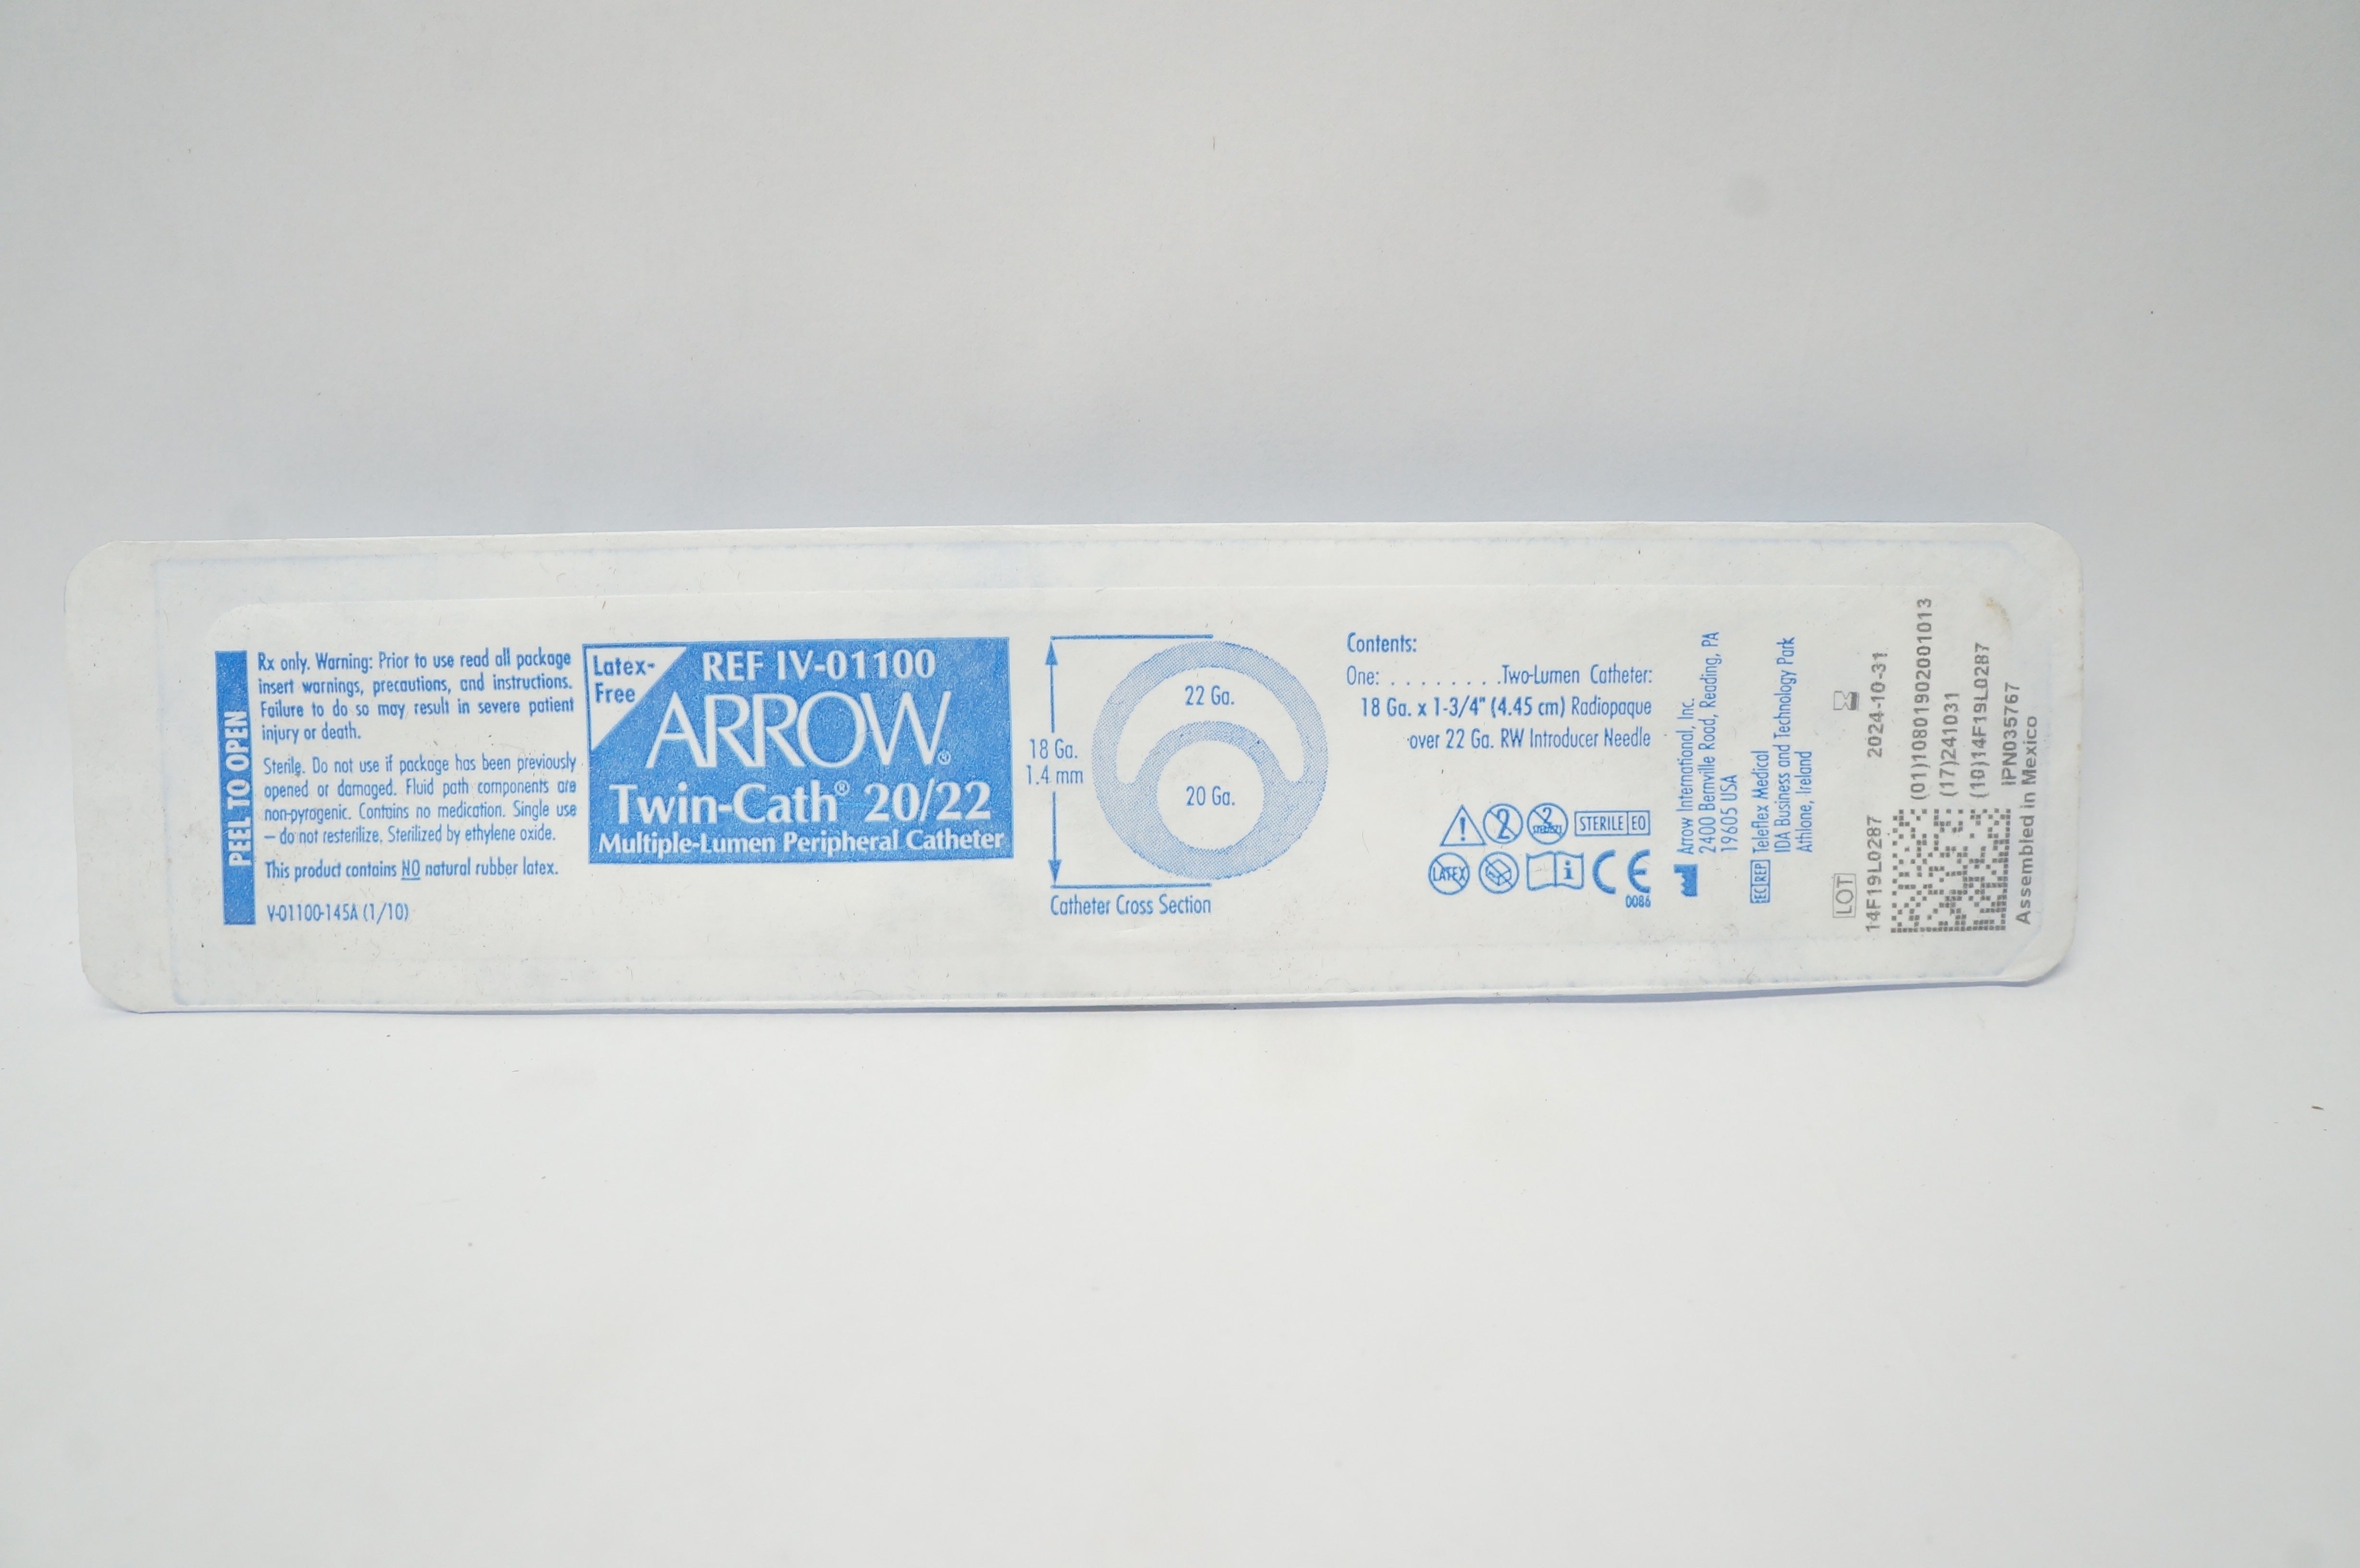 PEEL TO OPEN
Rx only. Warning: Prior to use read all package
insert warnings, precautions, and instructions.
Failure to do so may result in severe patient
injury or death.
Sterile. Do not use if package has been previously
opened or damaged. Fluid path components are
non-pyrogenic. Contains no medication. Single use
– do not resterilize. Sterilized by ethylene oxide.
This product contains NO natural rubber latex.
V-01100-145A (1/10)
Latex-
Free
REF IV-01100
ARROW®
Twin-Cath® 20/22
Multiple-Lumen Peripheral Catheter
18 Ga.
1.4 mm
22 Ga.
20 Ga.
Catheter Cross Section
Contents:
One: . . . . . . . . .Two-Lumen Catheter:
18 Ga. x 1-3/4" (4.45 cm) Radiopaque
over 22 Ga. RW Introducer Needle
2
2
STERILIZE
STERILE EO
LATEX
i
CE
0086
Arrow International, Inc.
2400 Bernville Road, Reading, PA
19605 USA
EC REP Teleflex Medical
IDA Business and Technology Park
Athlone, Ireland
LOT
14F19L0287 2024-10-31
(01)10801902001013
(17)241031
(10)14F19L0287
IPN035767
Assembled in Mexico